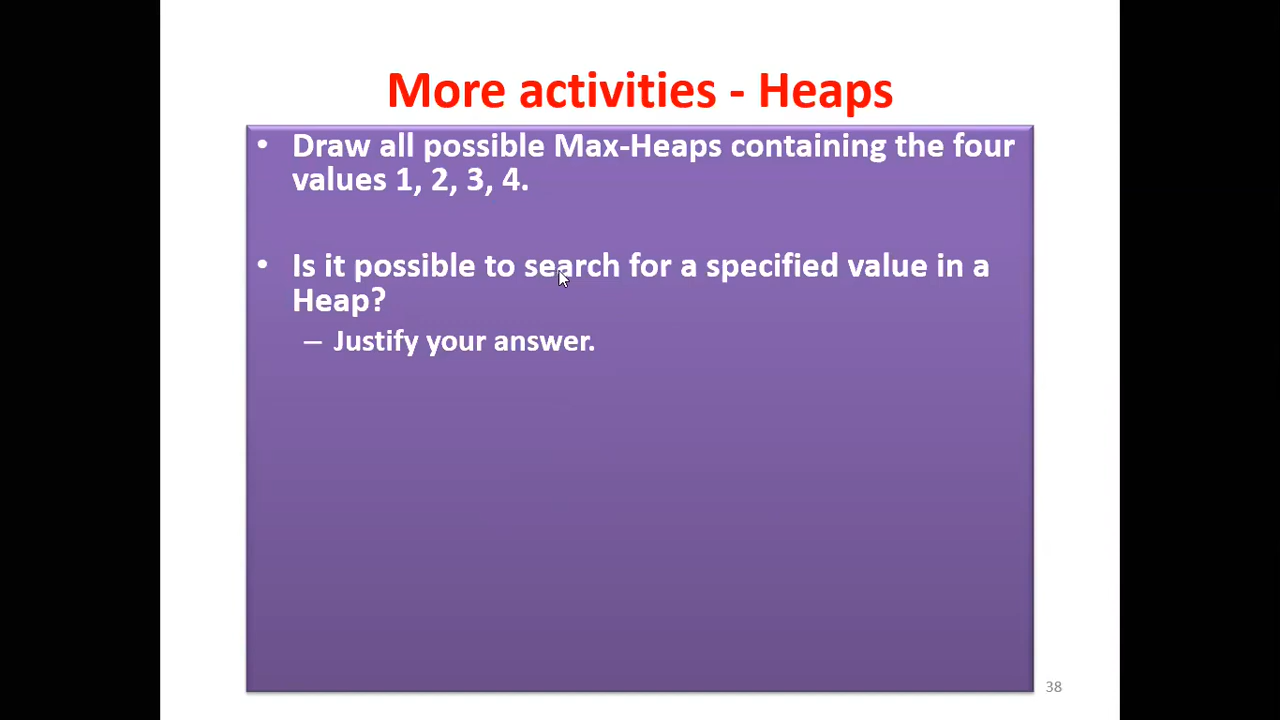 More activities - Heaps
• Draw all possible Max-Heaps containing the four
values 1, 2, 3, 4.
• Is it possible to search for a specified value in a
Heap?
– Justify your answer.
38